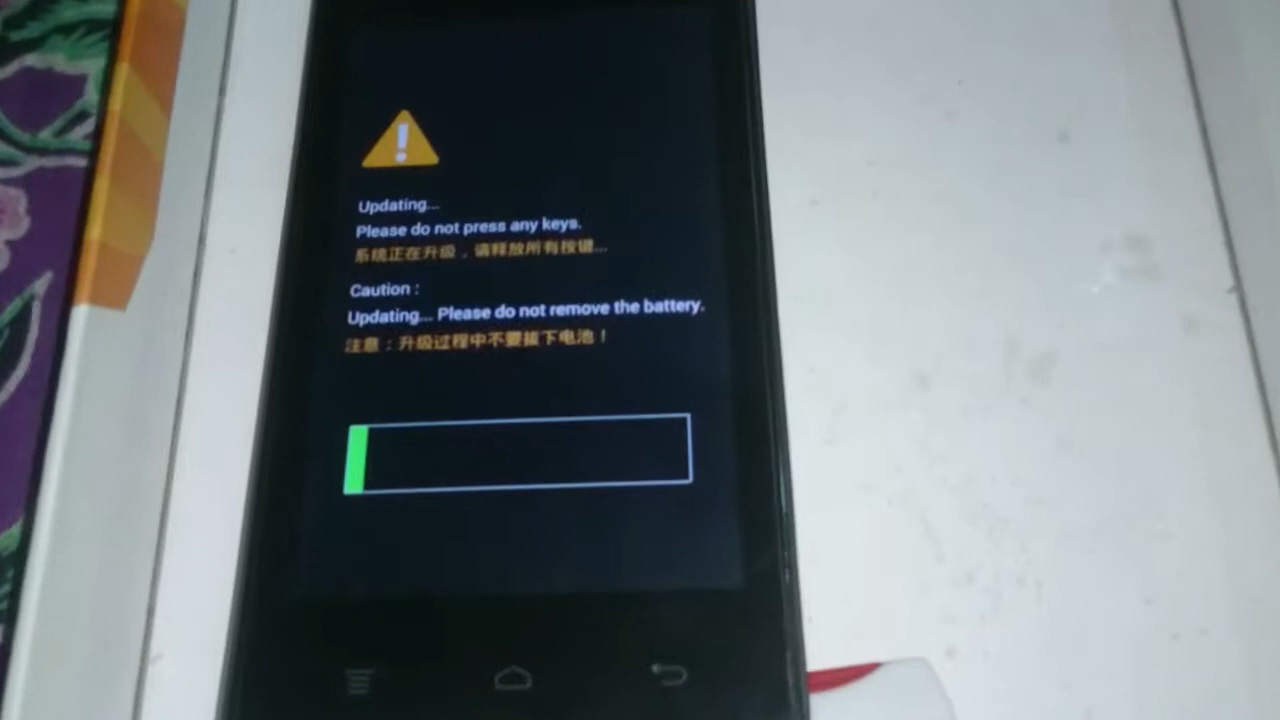 Updating...
Please do not press any keys.
系统正在升级，请释放所有按键...
Caution :
Updating... Please do not remove the battery.
注意：升级过程中不要拔下电池！